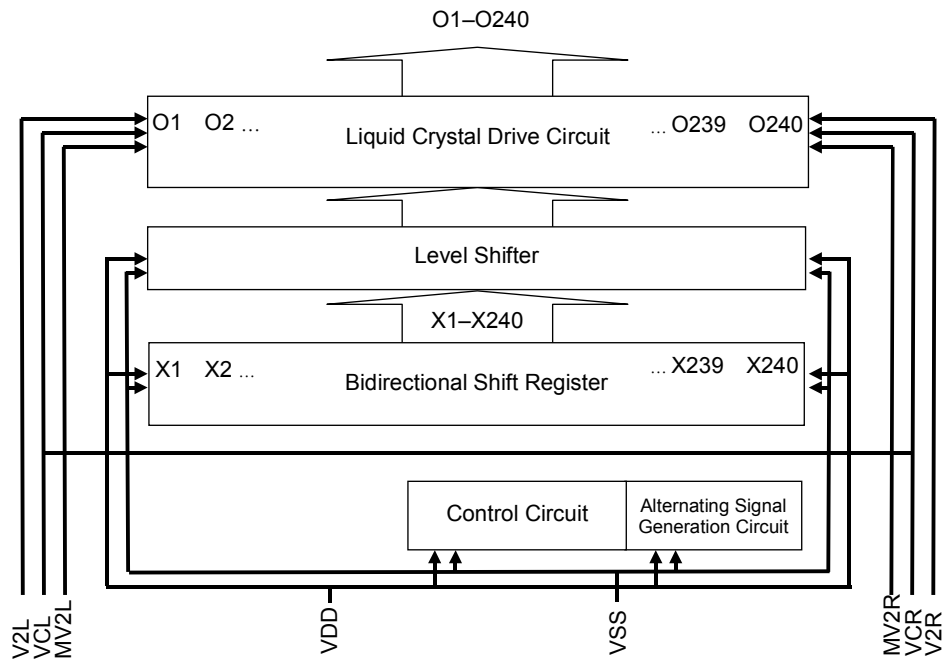 O1–O240
O1 O2 ... ... O239 O240
Liquid Crystal Drive Circuit
Level Shifter
X1–X240
X1 X2 ... ... X239 X240
Bidirectional Shift Register
Control Circuit
Alternating Signal
Generation Circuit
V2L
VCL
MV2L
VDD
VSS
MV2R
VCR
V2R